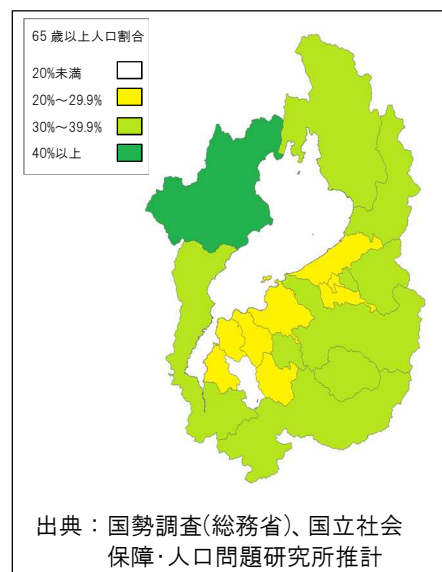 65 歳以上人口割合
20%未満
20%～29.9%
30%～39.9%
40%以上
出典：国勢調査(総務省)、国立社会
保障･人口問題研究所推計